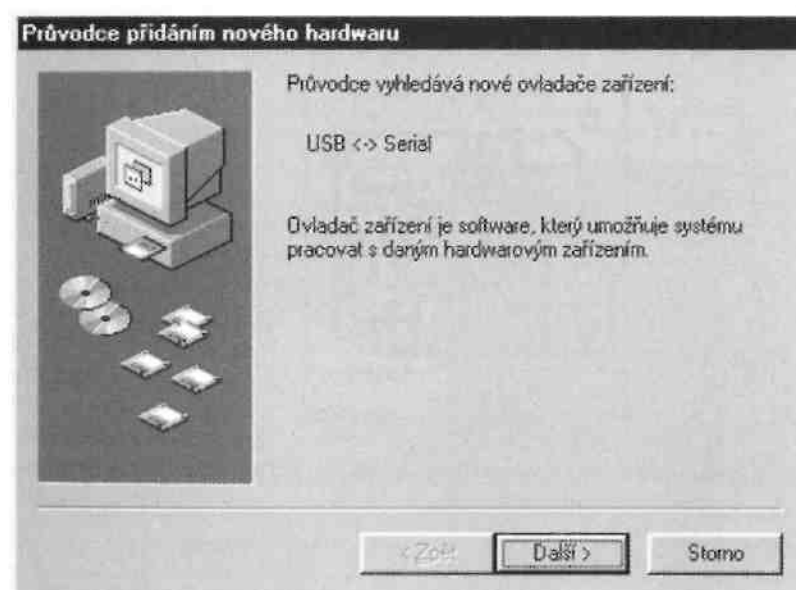 Průvodce přidáním nového hardwaru
Průvodce vyhledává nové ovladače zařízení:
USB <-> Serial
Ovladač zařízení je software, který umožňuje systému
pracovat s daným hardwarovým zařízením.
< Zpět
Další >
Storno